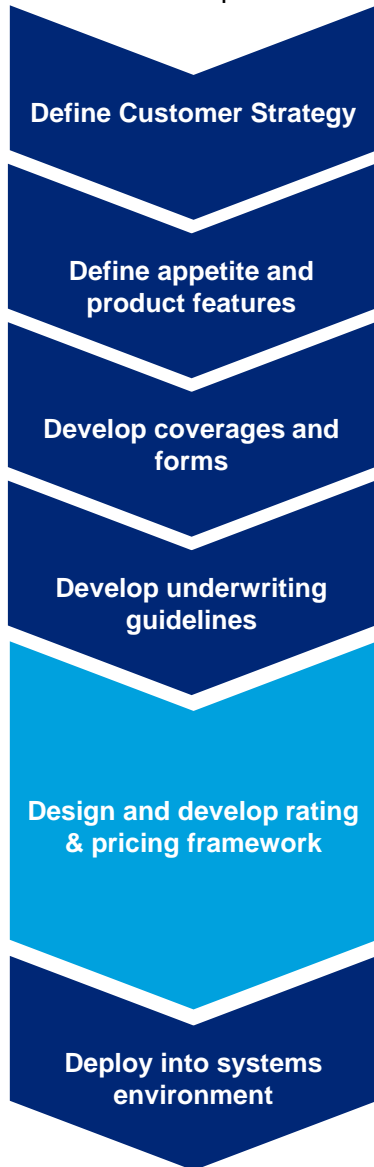 Define Customer Strategy
Define appetite and
product features
Develop coverages and
forms
Develop underwriting
guidelines
Design and develop rating
& pricing framework
Deploy into systems
environment